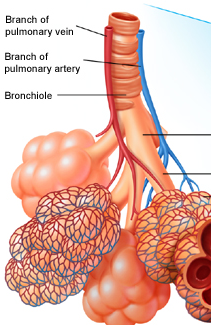 Branch of
pulmonary vein
Branch of
pulmonary artery
Bronchiole